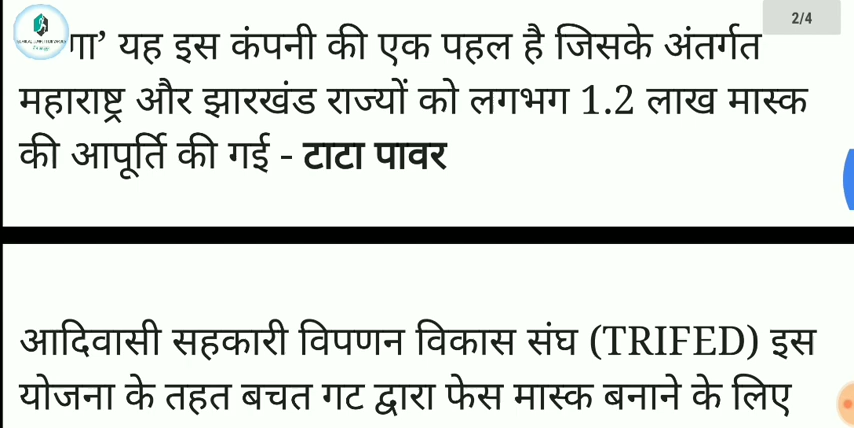 2/4
’ यह इस कंपनी की एक पहल है जिसके अंतर्गत
महाराष्ट्र और झारखंड राज्यों को लगभग 1.2 लाख मास्क
की आपूर्ति की गई - टाटा पावर
आदिवासी सहकारी विपणन विकास संघ (TRIFED) इस
योजना के तहत बचत गट द्वारा फेस मास्क बनाने के लिए